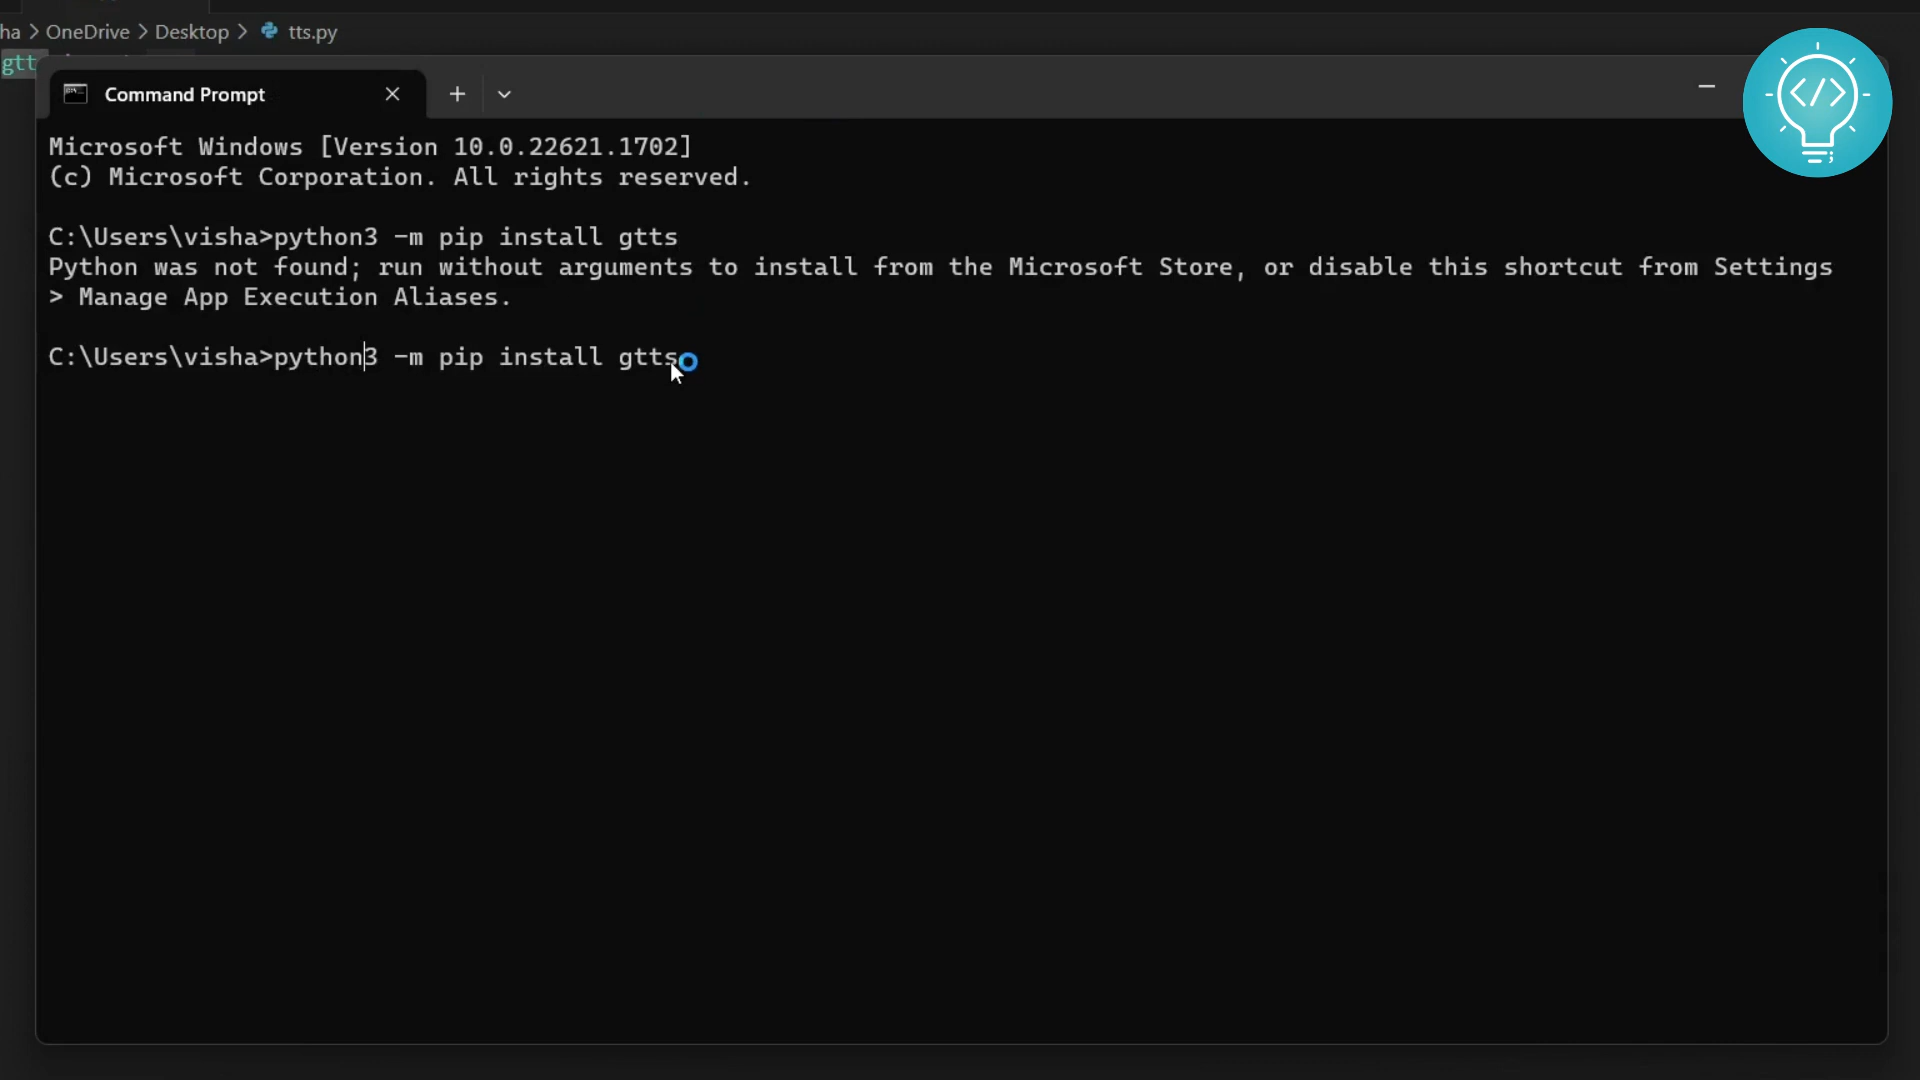 ha > OneDrive > Desktop > tts.py
gtt
Command Prompt
Microsoft Windows [Version 10.0.22621.1702]
(c) Microsoft Corporation. All rights reserved.
C:\Users\visha>python3 -m pip install gtts
Python was not found; run without arguments to install from the Microsoft Store, or disable this shortcut from Settings
> Manage App Execution Aliases.
C:\Users\visha>python3 -m pip install gtts